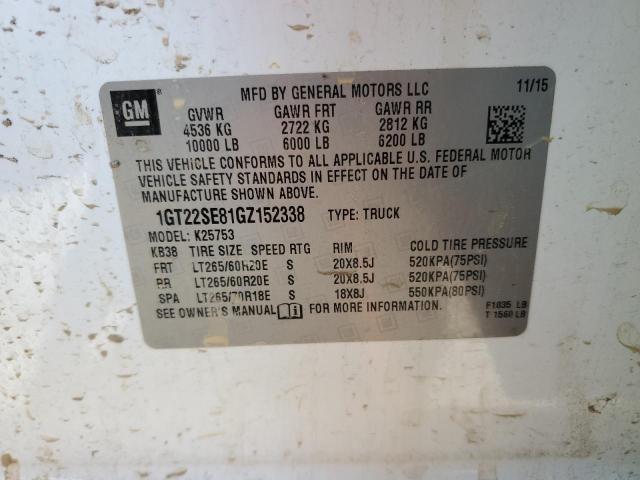 GM ®
MFD BY GENERAL MOTORS LLC 11/15
GVWR GAWR FRT GAWR RR
4536 KG 2722 KG 2812 KG
10000 LB 6000 LB 6200 LB
THIS VEHICLE CONFORMS TO ALL APPLICABLE U.S. FEDERAL MOTOR
VEHICLE SAFETY STANDARDS IN EFFECT ON THE DATE OF
MANUFACTURE SHOWN ABOVE.
1GT22SE81GZ152338 TYPE: TRUCK
MODEL: K25753
KB38 TIRE SIZE SPEED RTG RIM COLD TIRE PRESSURE
FRT LT265/60R20E S 20X8.5J 520KPA(75PSI)
RR LT265/60R20E S 20X8.5J 520KPA(75PSI)
SPA LT265/70R18E S 18X8J 550KPA(80PSI)
SEE OWNER'S MANUAL FOR MORE INFORMATION. F1835 LB
T 1560 LB